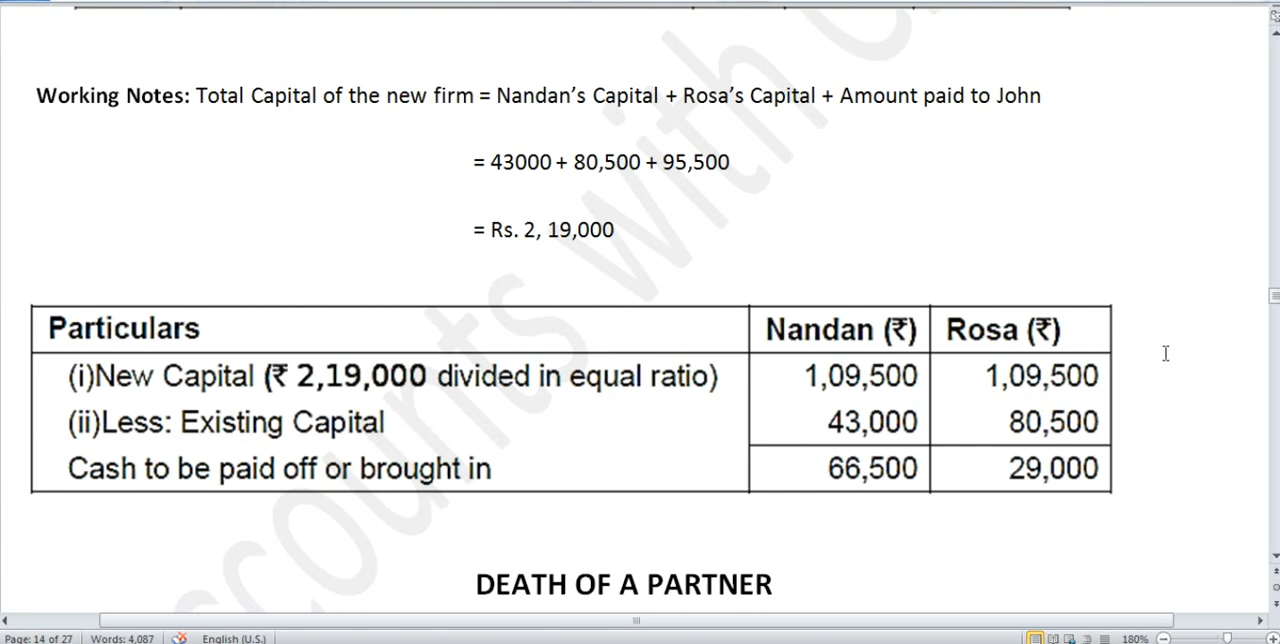 Working Notes: Total Capital of the new firm = Nandan's Capital + Rosa's Capital + Amount paid to John
= 43000 + 80,500 + 95,500
= Rs. 2, 19,000
Particulars Nandan (₹) Rosa (₹)
(i)New Capital (₹ 2,19,000 divided in equal ratio) 1,09,500 1,09,500
(ii)Less: Existing Capital 43,000 80,500
Cash to be paid off or brought in 66,500 29,000
DEATH OF A PARTNER
counts with
Page: 14 of 27 Words: 4,087 English (U.S.) 180%